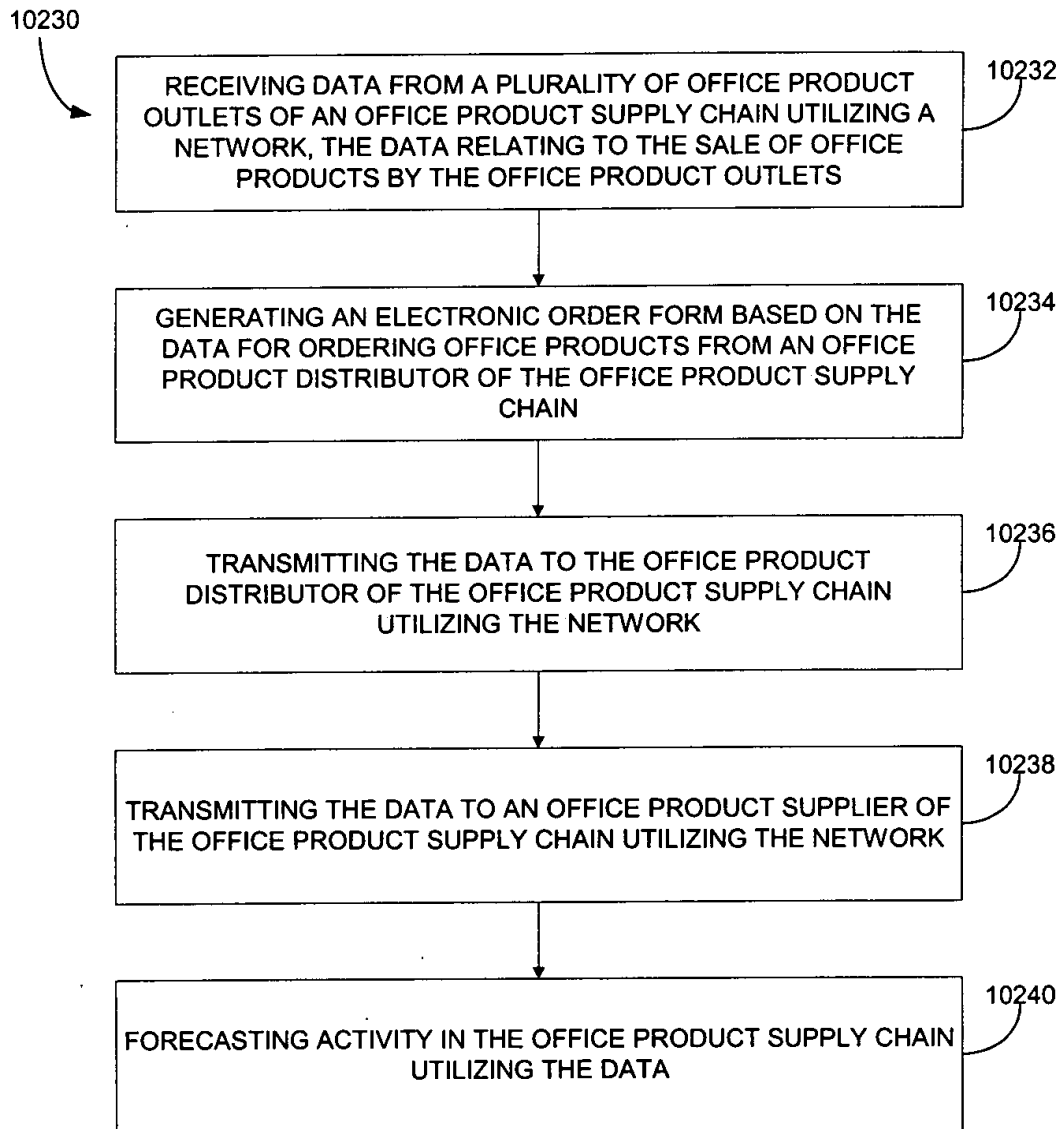 10230
10232
RECEIVING DATA FROM A PLURALITY OF OFFICE PRODUCT
OUTLETS OF AN OFFICE PRODUCT SUPPLY CHAIN UTILIZING A
NETWORK, THE DATA RELATING TO THE SALE OF OFFICE
PRODUCTS BY THE OFFICE PRODUCT OUTLETS
10234
GENERATING AN ELECTRONIC ORDER FORM BASED ON THE
DATA FOR ORDERING OFFICE PRODUCTS FROM AN OFFICE
PRODUCT DISTRIBUTOR OF THE OFFICE PRODUCT SUPPLY
CHAIN
10236
TRANSMITTING THE DATA TO THE OFFICE PRODUCT
DISTRIBUTOR OF THE OFFICE PRODUCT SUPPLY CHAIN
UTILIZING THE NETWORK
10238
TRANSMITTING THE DATA TO AN OFFICE PRODUCT SUPPLIER OF
THE OFFICE PRODUCT SUPPLY CHAIN UTILIZING THE NETWORK
10240
FORECASTING ACTIVITY IN THE OFFICE PRODUCT SUPPLY CHAIN
UTILIZING THE DATA